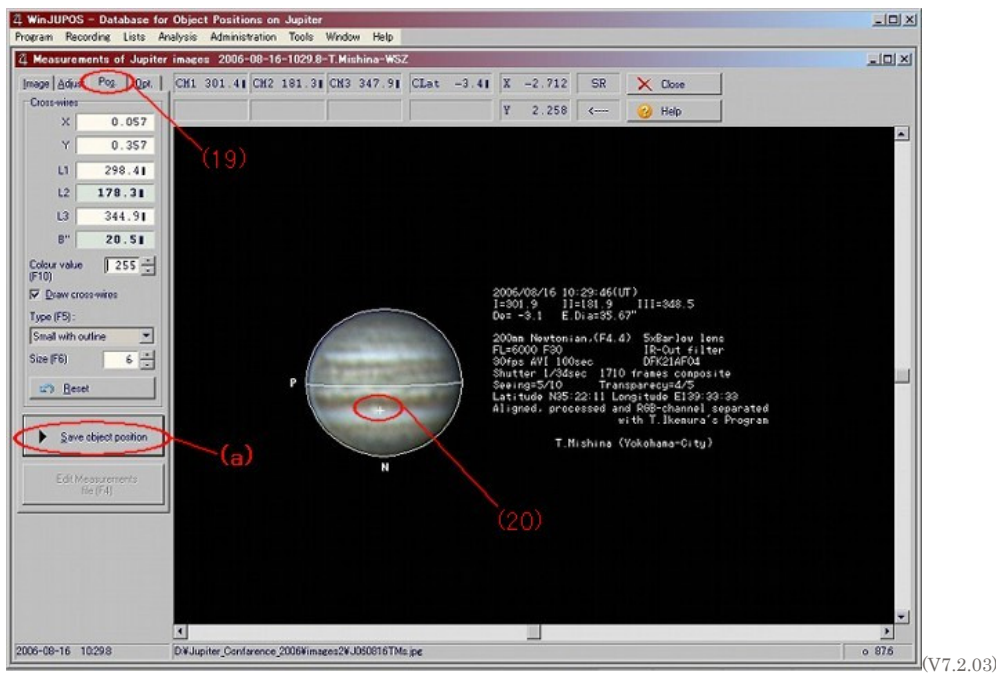 WinJUPOS - Database for Object Positions on Jupiter
Program Recording Lists Analysis Administration Tools Window Help
Measurements of Jupiter images 2006-08-16-1029.8-T.Mishina-WSZ
Image Adjust Pos. Opt.
CM1 301.4 CM2 181.3 CM3 347.9 CLat -3.4 X -2.712 SR Close
Y 2.258 <--- Help
Cross-wires
X 0.057
Y 0.357
L1 298.4
L2 178.3
L3 344.9
B" 20.5
Colour value (F10) 255
Draw cross-wires
Type (F5):
Small with outline
Size (F6) 6
Reset
Save object position
Edit Measurements
file (F4)
(19)
(a)
(20)
P
N
2006/08/16 10:29:46(UT)
I=301.9 II=181.9 III=348.5
De= -3.1 E.Dia=35.67"
200mm Newtonian,(F4.4) 5xBarlow lens
FL=6000 F30 IR-Cut filter
30fps AVI 100sec DFK21AF04
Shutter 1/34sec 1710 frames composite
Seeing=5/10 Transparecy=4/5
Latitude N35:22:11 Longitude E139:33:33
Aligned, processed and RGB-channel separated
with T.Ikemura's Program
T.Mishina (Yokohama-City)
2006-08-16 1029.8
D:¥Jupiter_Confarence_2006¥images2¥J060816TMs.jpg
o 87.6
(V7.2.03)